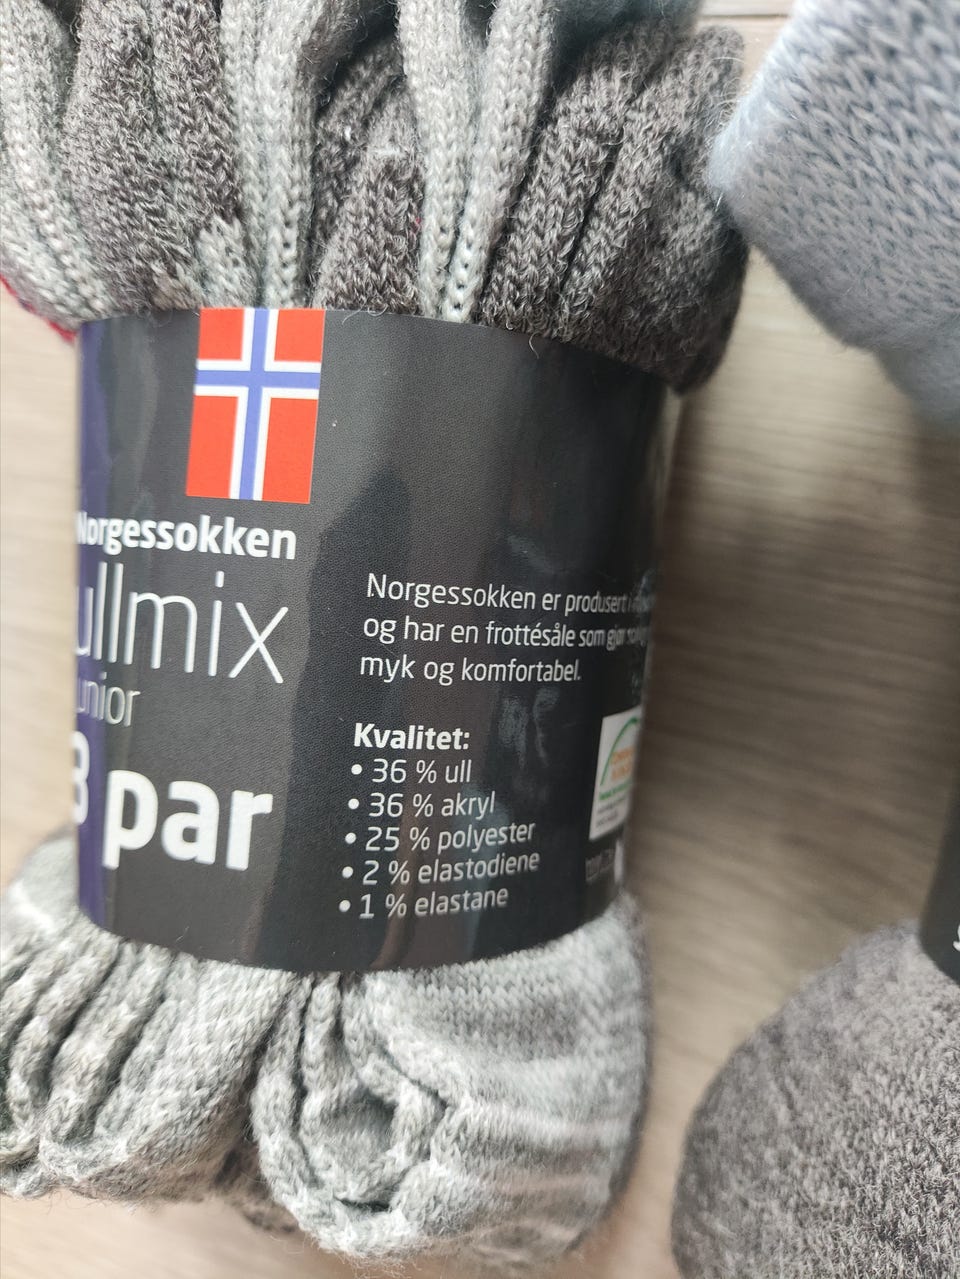 Norgessokken
ullmix
unior
3 par
Norgessokken er produsert i
og har en frottésåle som gjør
myk og komfortabel.
Kvalitet:
• 36 % ull
• 36 % akryl
• 25 % polyester
• 2 % elastodiene
• 1 % elastane